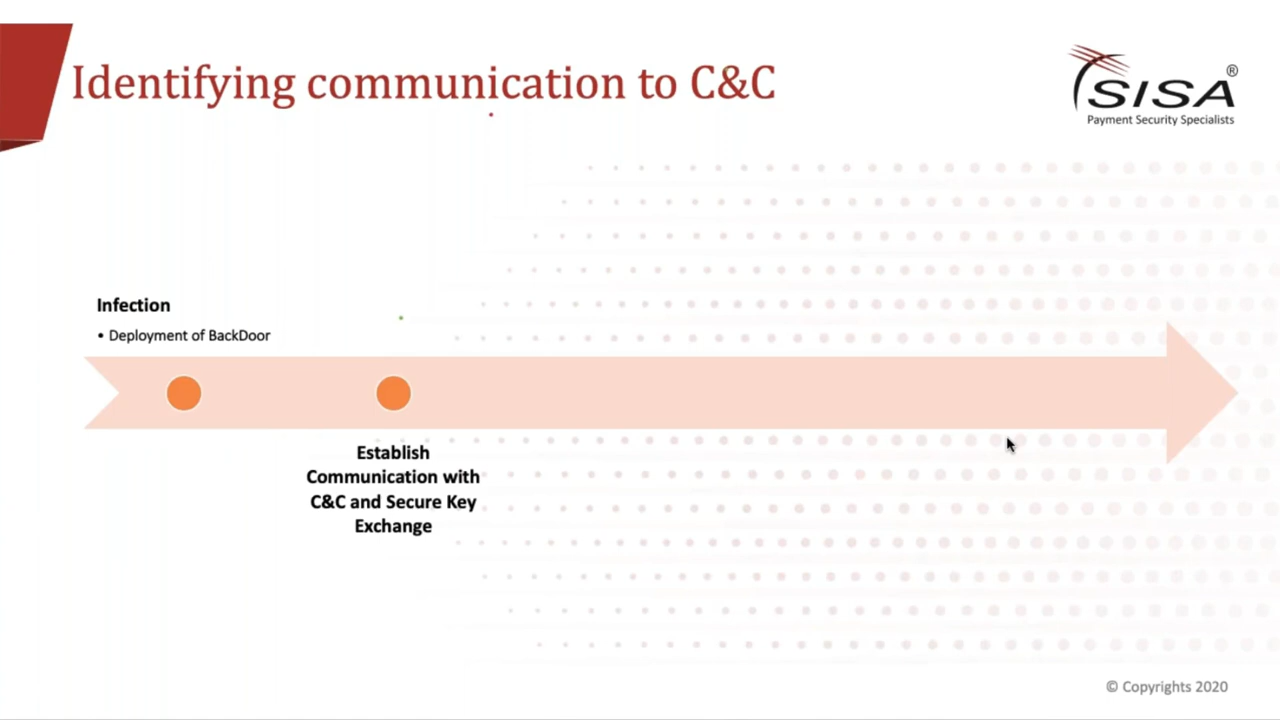 Identifying communication to C&C
SISA®
Payment Security Specialists
Infection
• Deployment of BackDoor
Establish
Communication with
C&C and Secure Key
Exchange
© Copyrights 2020